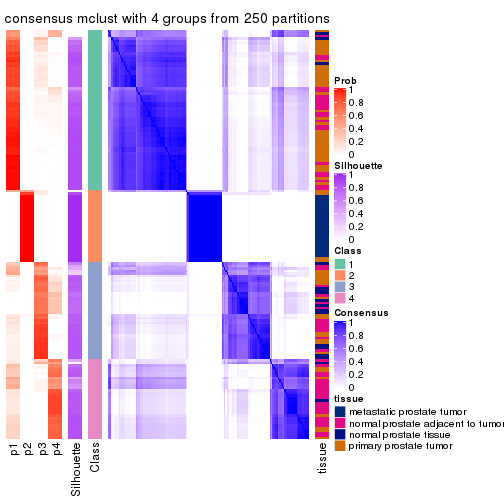 consensus mclust with 4 groups from 250 partitions
Prob
1
0.8
0.6
0.4
0.2
0
Silhouette
1
0.8
0.6
0.4
0.2
0
Class
1
2
3
4
Consensus
1
0.8
0.6
0.4
0.2
0
tissue
metastatic prostate tumor
normal prostate adjacent to tumor
normal prostate tissue
primary prostate tumor
p1
p2
p3
p4
Silhouette
Class
tissue